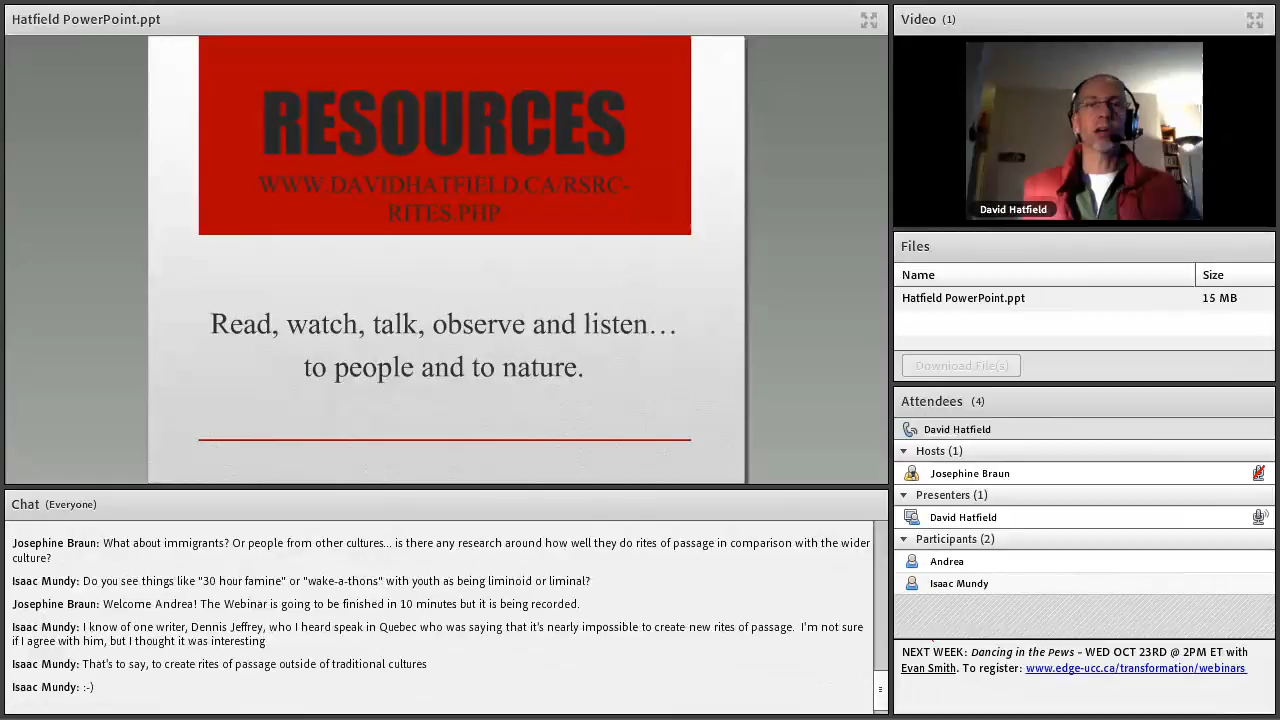 Hatfield PowerPoint.ppt
RESOURCES
WWW.DAVIDHATFIELD.CA/RSRC-
RITES.PHP
Read, watch, talk, observe and listen…
to people and to nature.
Chat (Everyone)
Josephine Braun: What about immigrants? Or people from other cultures... is there any research around how well they do rites of passage in comparison with the wider
culture?
Isaac Mundy: Do you see things like "30 hour famine" or "wake-a-thons" with youth as being liminoid or liminal?
Josephine Braun: Welcome Andrea! The Webinar is going to be finished in 10 minutes but it is being recorded.
Isaac Mundy: I know of one writer, Dennis Jeffrey, who I heard speak in Quebec who was saying that it's nearly impossible to create new rites of passage. I'm not sure
if I agree with him, but I thought it was interesting
Isaac Mundy: That's to say, to create rites of passage outside of traditional cultures
Isaac Mundy: :-)
Video (1)
David Hatfield
Files
Name Size
Hatfield PowerPoint.ppt 15 MB
Download File(s)
Attendees (4)
David Hatfield
Hosts (1)
Josephine Braun
Presenters (1)
David Hatfield
Participants (2)
Andrea
Isaac Mundy
NEXT WEEK: Dancing in the Pews - WED OCT 23RD @ 2PM ET with
Evan Smith. To register: www.edge-ucc.ca/transformation/webinars